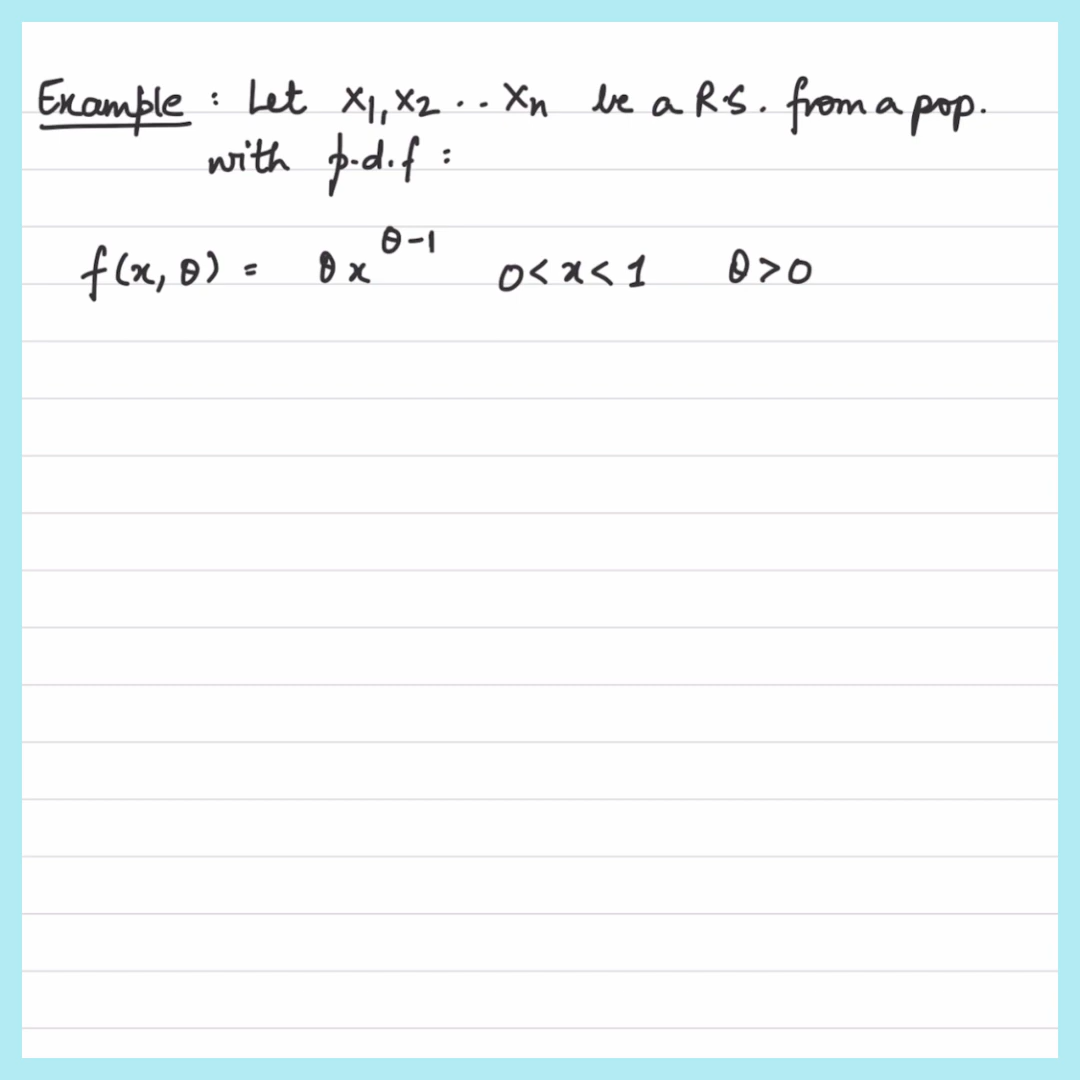 Example : Let X1, X2 .. Xn be a R.S. from a pop.
with p.d.f :
f(x, θ) = θ x^{θ-1} 0 < x < 1 θ > 0